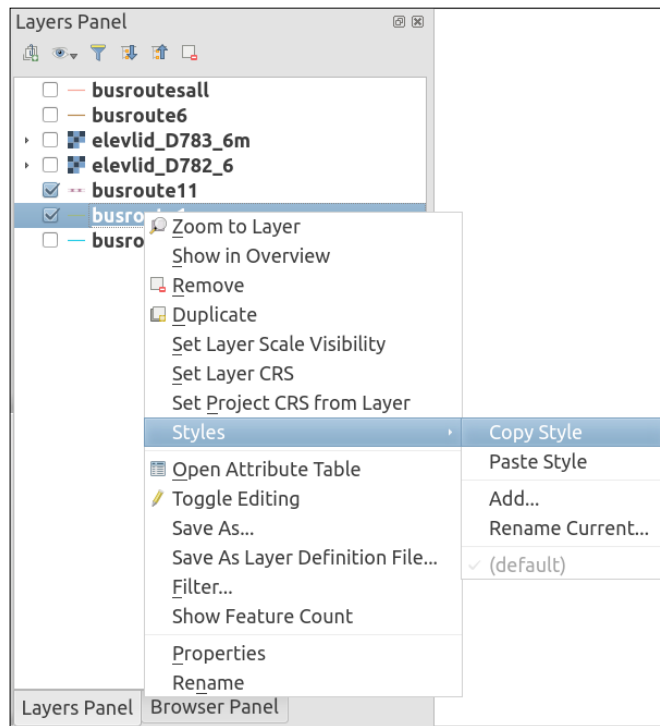 Layers Panel
busroutesall
busroute6
elevlid_D783_6m
elevlid_D782_6
busroute11
busro
Zoom to Layer
Show in Overview
Remove
Duplicate
Set Layer Scale Visibility
Set Layer CRS
Set Project CRS from Layer
Styles
Open Attribute Table
Toggle Editing
Save As...
Save As Layer Definition File...
Filter...
Show Feature Count
Properties
Rename
Copy Style
Paste Style
Add...
Rename Current...
(default)
Layers Panel
Browser Panel